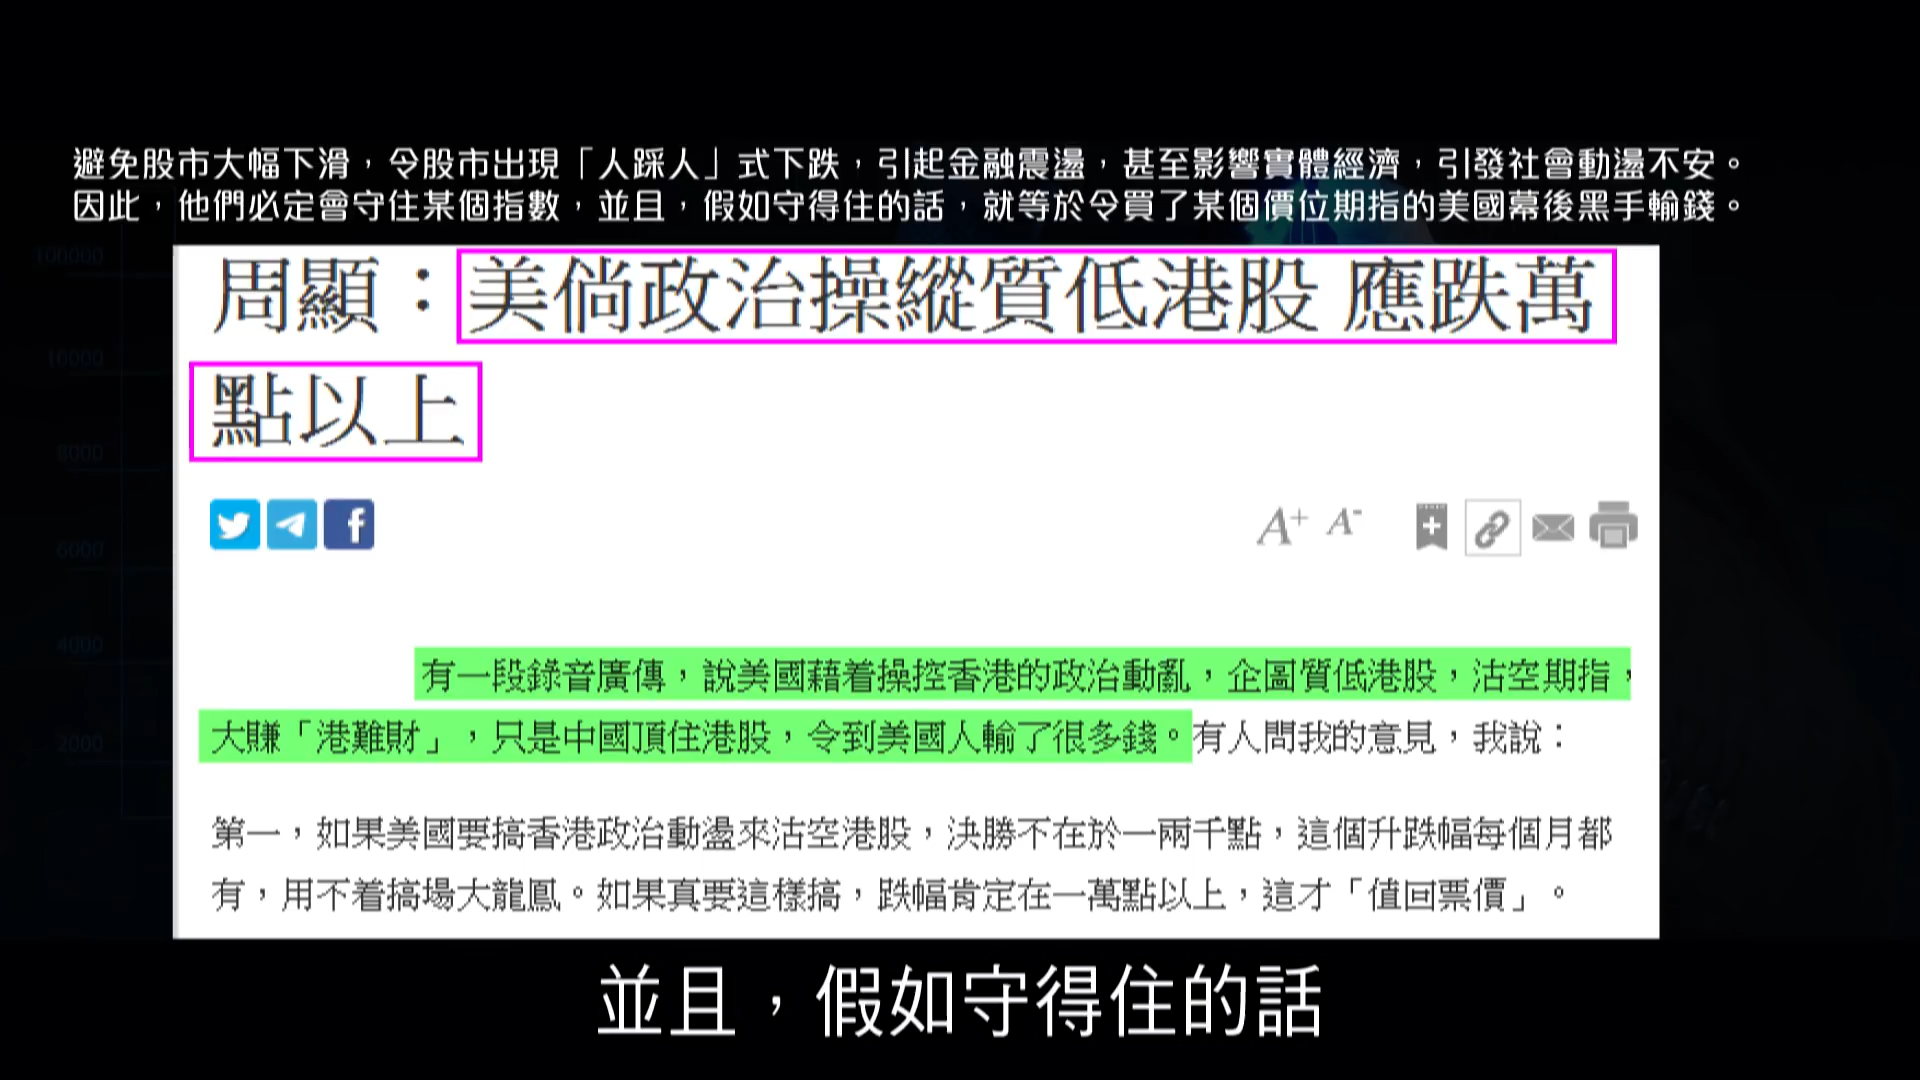 避免股市大幅下滑，令股市出現「人踩人」式下跌，引起金融震盪，甚至影響實體經濟，引發社會動盪不安。
因此，他們必定會守住某個指數，並且，假如守得住的話，就等於令買了某個價位期指的美國幕後黑手輸錢。
100000
周顯：美倘政治操縱質低港股 應跌萬
10000
點以上
8000
A+ A-
6000
4000
有一段錄音廣傳，說美國藉着操控香港的政治動亂，企圖質低港股，沽空期指，
大賺「港難財」，只是中國頂住港股，令到美國人輸了很多錢。有人問我的意見，我說：
2000
第一，如果美國要搞香港政治動盪來沽空港股，決勝不在於一兩千點，這個升跌幅每個月都
有，用不着搞場大龍鳳。如果真要這樣搞，跌幅肯定在一萬點以上，這才「值回票價」。
並且，假如守得住的話